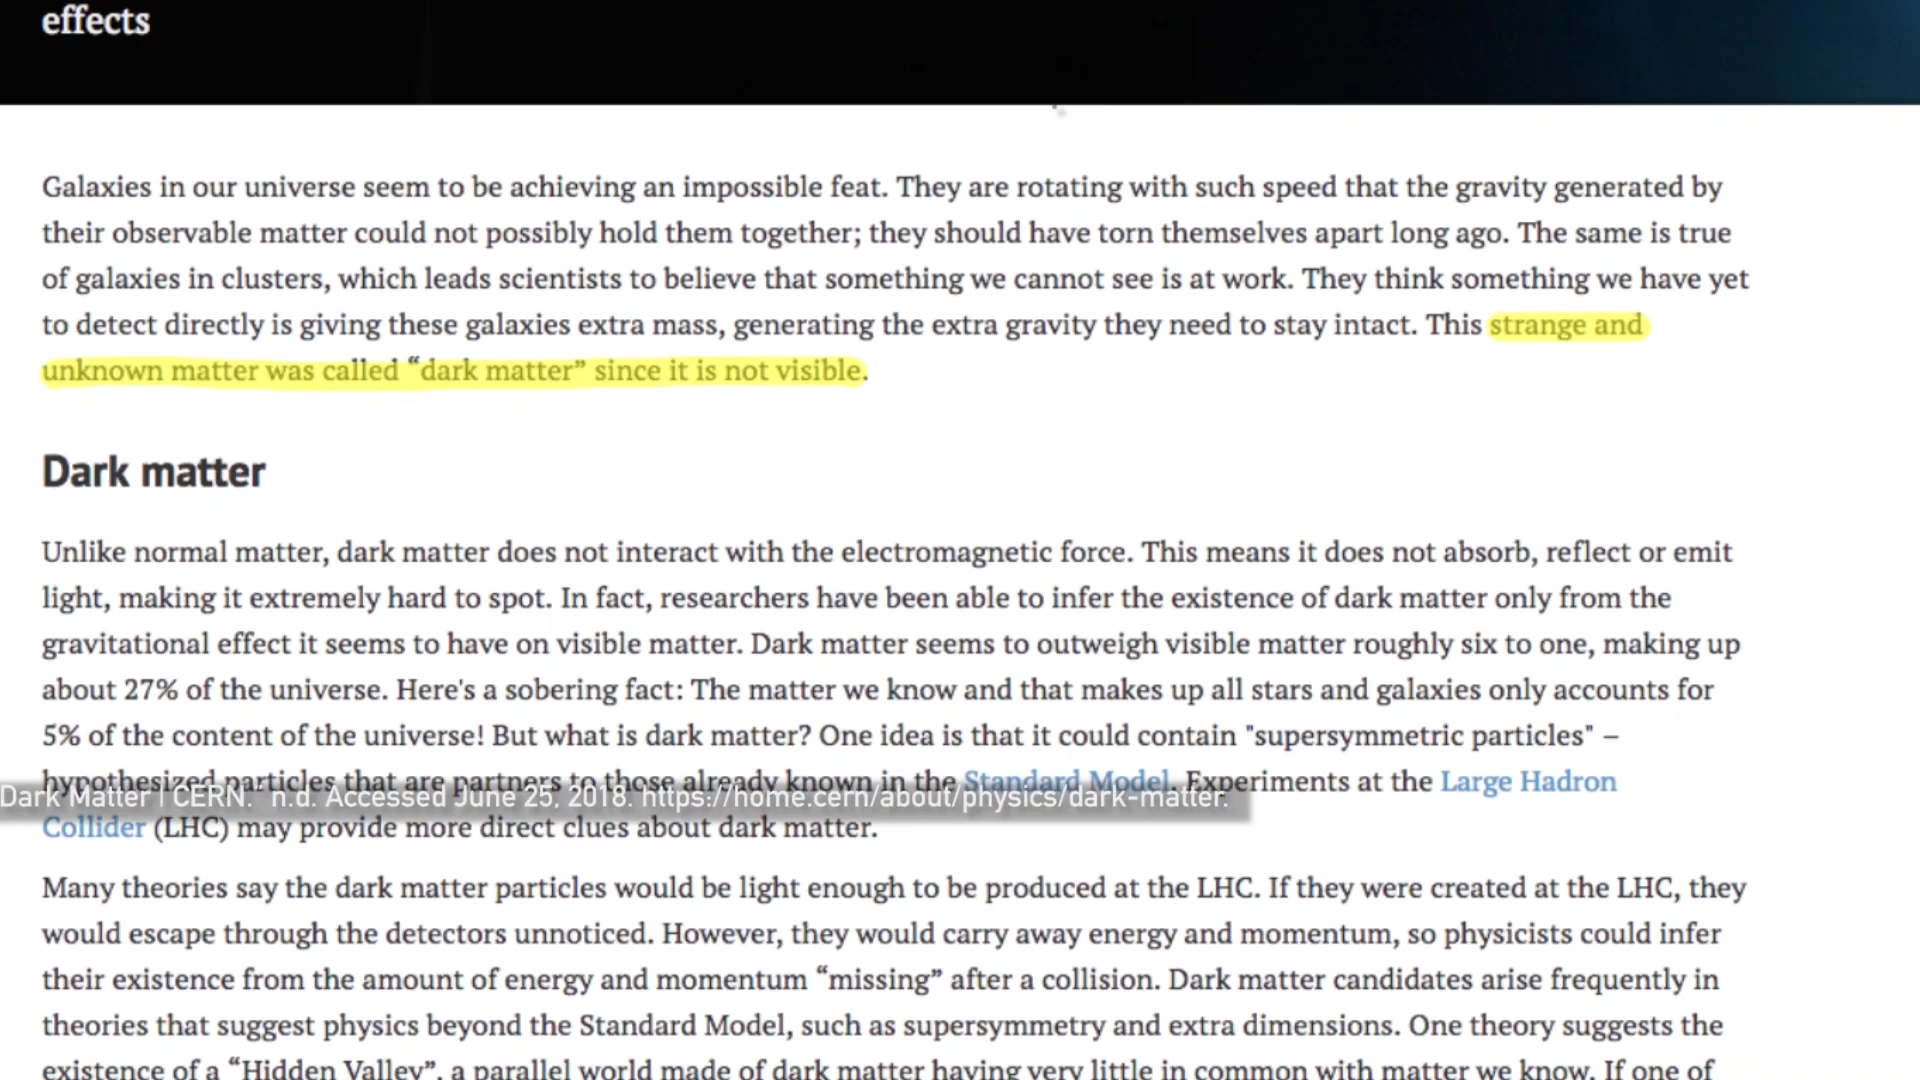 effects
Galaxies in our universe seem to be achieving an impossible feat. They are rotating with such speed that the gravity generated by
their observable matter could not possibly hold them together; they should have torn themselves apart long ago. The same is true
of galaxies in clusters, which leads scientists to believe that something we cannot see is at work. They think something we have yet
to detect directly is giving these galaxies extra mass, generating the extra gravity they need to stay intact. This strange and
unknown matter was called “dark matter” since it is not visible.
Dark matter
Unlike normal matter, dark matter does not interact with the electromagnetic force. This means it does not absorb, reflect or emit
light, making it extremely hard to spot. In fact, researchers have been able to infer the existence of dark matter only from the
gravitational effect it seems to have on visible matter. Dark matter seems to outweigh visible matter roughly six to one, making up
about 27% of the universe. Here's a sobering fact: The matter we know and that makes up all stars and galaxies only accounts for
5% of the content of the universe! But what is dark matter? One idea is that it could contain "supersymmetric particles" –
hypothesized particles that are partners to those already known in the Standard Model. Experiments at the Large Hadron
Dark Matter | CERN.” n.d. Accessed June 25, 2018. https://home.cern/about/physics/dark-matter.
Collider (LHC) may provide more direct clues about dark matter.
Many theories say the dark matter particles would be light enough to be produced at the LHC. If they were created at the LHC, they
would escape through the detectors unnoticed. However, they would carry away energy and momentum, so physicists could infer
their existence from the amount of energy and momentum “missing” after a collision. Dark matter candidates arise frequently in
theories that suggest physics beyond the Standard Model, such as supersymmetry and extra dimensions. One theory suggests the
existence of a “Hidden Valley”, a parallel world made of dark matter having very little in common with matter we know. If one of